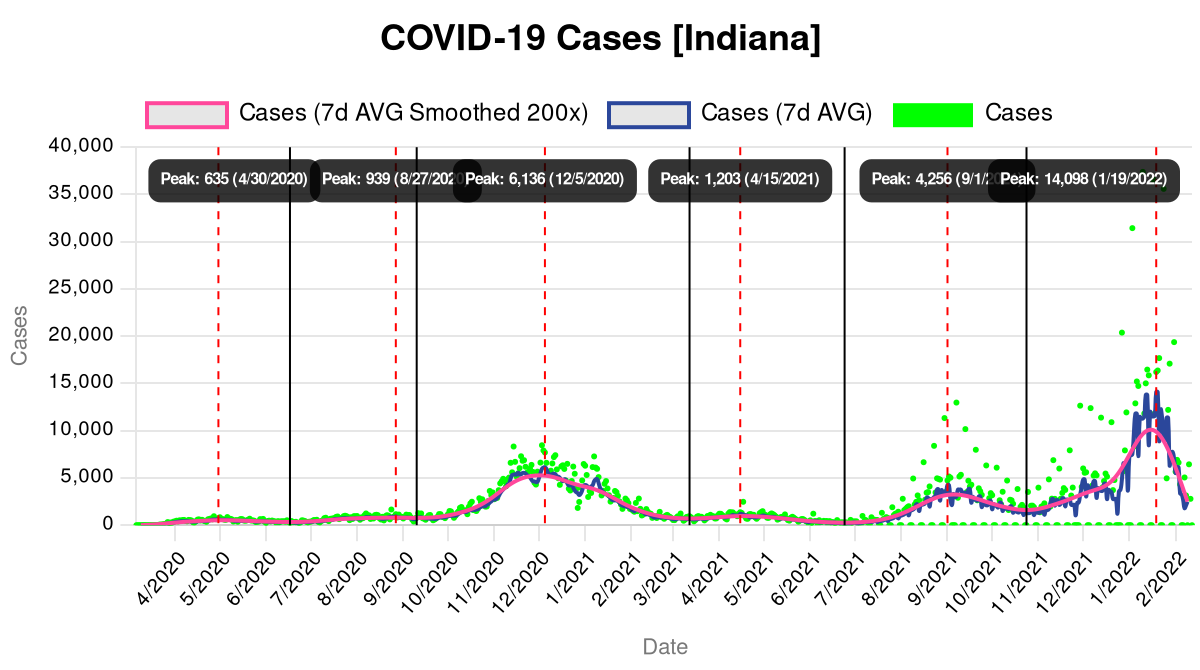 COVID-19 Cases [Indiana]
Cases (7d AVG Smoothed 200x)
Cases (7d AVG)
Cases
40,000
35,000
30,000
25,000
20,000
15,000
10,000
5,000
0
Cases
Peak: 635 (4/30/2020)
Peak: 939 (8/27/2020
Peak: 6,136 (12/5/2020)
Peak: 1,203 (4/15/2021)
Peak: 4,256 (9/1/20
Peak: 14,098 (1/19/2022)
4/2020
5/2020
6/2020
7/2020
8/2020
9/2020
10/2020
11/2020
12/2020
1/2021
2/2021
3/2021
4/2021
5/2021
6/2021
7/2021
8/2021
9/2021
10/2021
11/2021
12/2021
1/2022
2/2022
Date